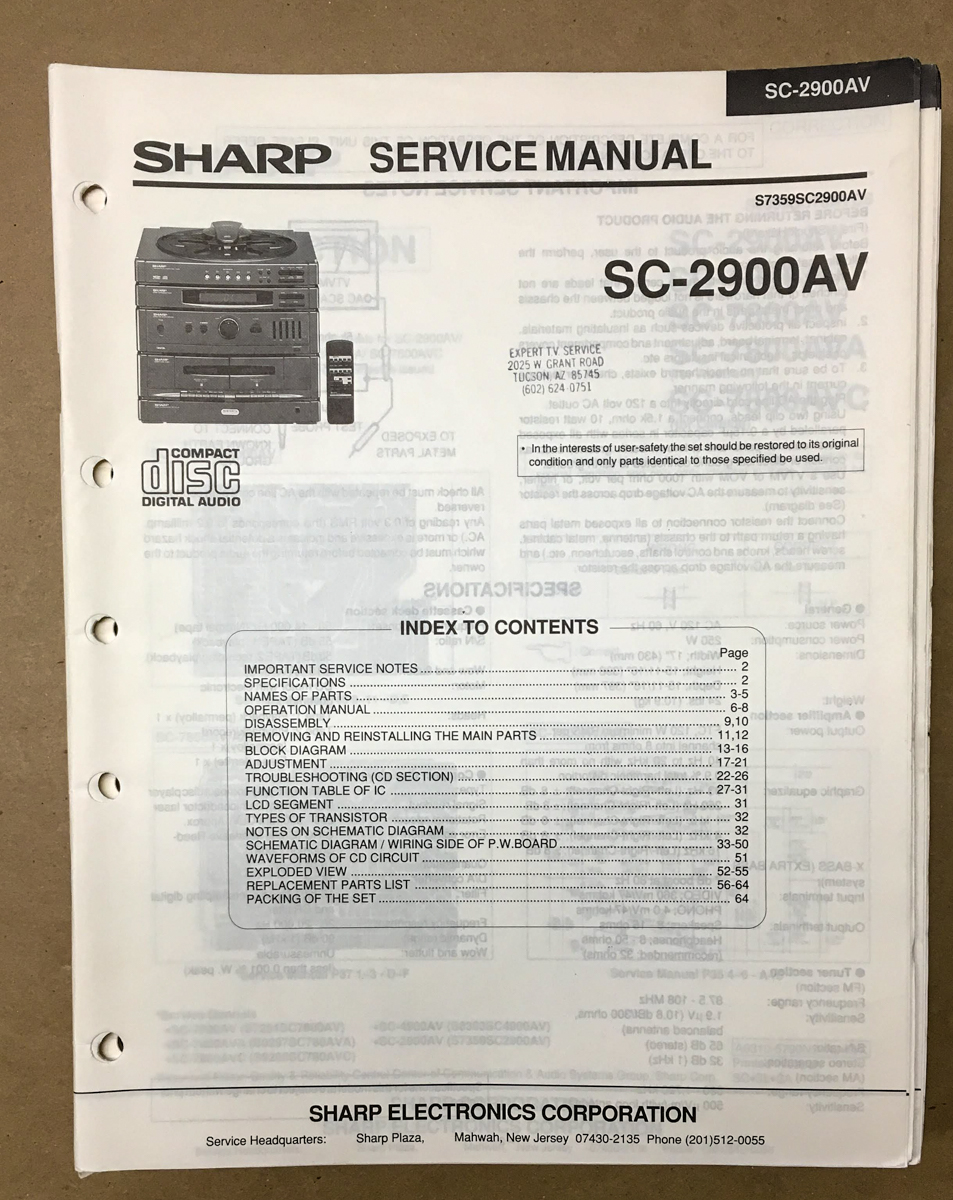 SC-2900AV
SHARP SERVICE MANUAL
S7359SC2900AV
SC-2900AV
EXPERT TV SERVICE
2025 W GRANT ROAD
TUCSON, AZ 85745
(602) 624-0751
• In the interests of user-safety the set should be restored to its original
condition and only parts identical to those specified be used.
COMPACT
disc
DIGITAL AUDIO
INDEX TO CONTENTS
Page
IMPORTANT SERVICE NOTES 2
SPECIFICATIONS 2
NAMES OF PARTS 3-5
OPERATION MANUAL 6-8
DISASSEMBLY 9,10
REMOVING AND REINSTALLING THE MAIN PARTS 11,12
BLOCK DIAGRAM 13-16
ADJUSTMENT 17-21
TROUBLESHOOTING (CD SECTION) 22-26
FUNCTION TABLE OF IC 27-31
LCD SEGMENT 31
TYPES OF TRANSISTOR 32
NOTES ON SCHEMATIC DIAGRAM 32
SCHEMATIC DIAGRAM / WIRING SIDE OF P.W.BOARD 33-50
WAVEFORMS OF CD CIRCUIT 51
EXPLODED VIEW 52-55
REPLACEMENT PARTS LIST 56-64
PACKING OF THE SET 64
SHARP ELECTRONICS CORPORATION
Service Headquarters: Sharp Plaza, Mahwah, New Jersey 07430-2135 Phone (201)512-0055